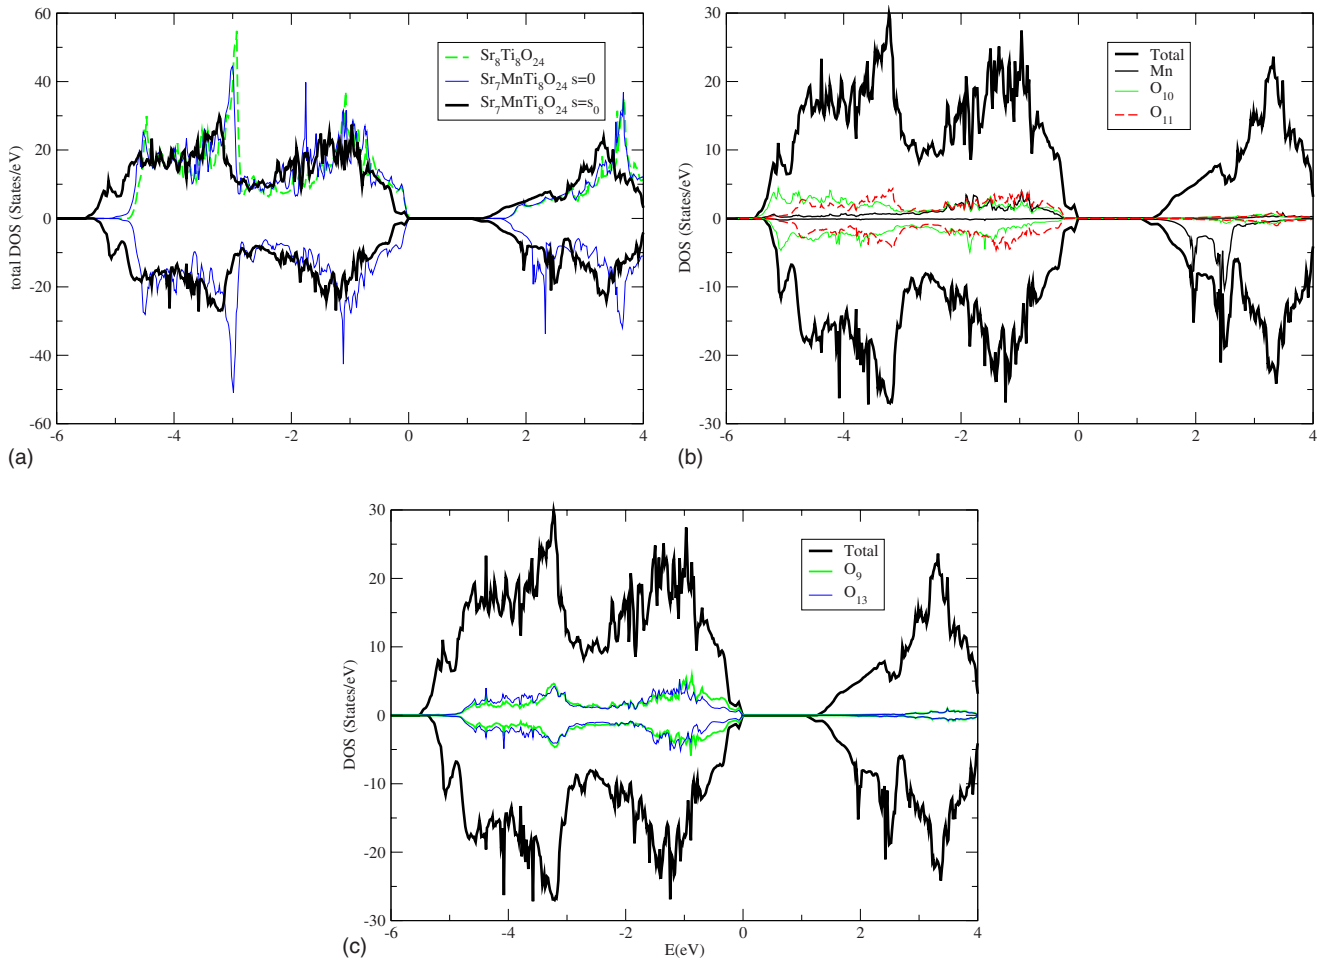 60
40
20
0
-20
-40
-60
total DOS (States/eV)
Sr8Ti8O24
Sr7MnTi8O24 s=0
Sr7MnTi8O24 s=s0
-6 -4 -2 0 2 4
(a)
30
20
10
0
-10
-20
-30
DOS (States/eV)
Total
Mn
O10
O11
-6 -4 -2 0 2 4
(b)
30
20
10
0
-10
-20
-30
DOS (States/eV)
Total
O9
O13
-6 -4 -2 0 2 4
E(eV)
(c)